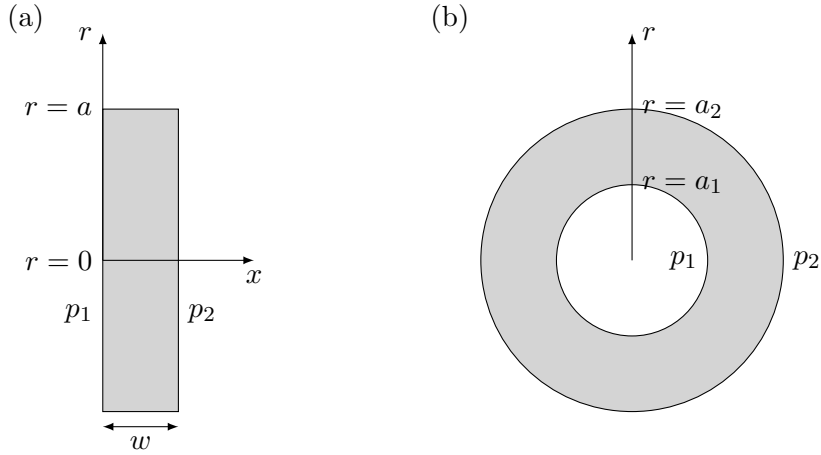 (a)
r
r = a
r = 0
x
p₁
p₂
w
(b)
r
r = a₂
r = a₁
p₁
p₂